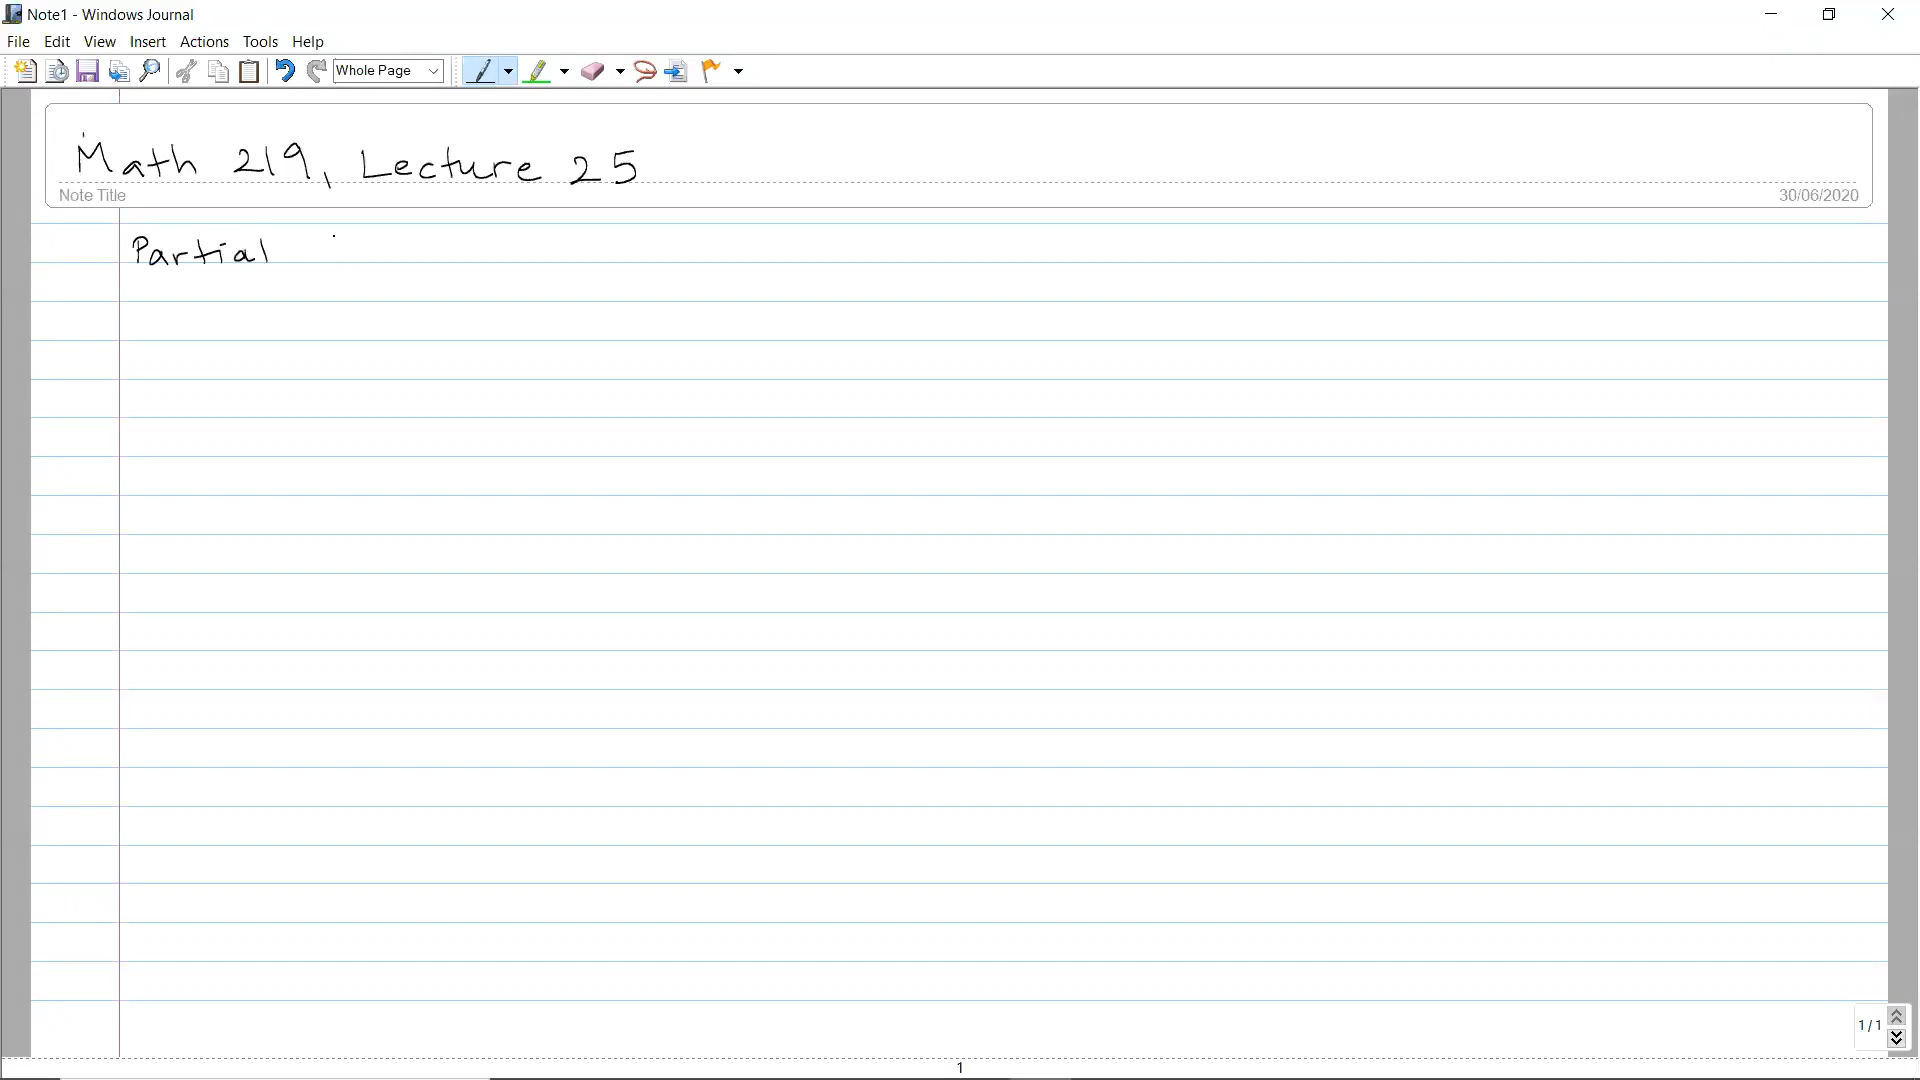 Note1 - Windows Journal
File Edit View Insert Actions Tools Help
Whole Page
Math 219, Lecture 25
Note Title 30/06/2020
Partial
1 / 1
1